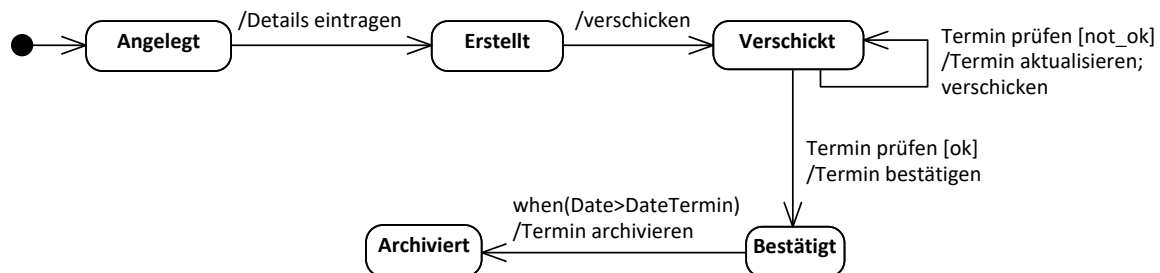 /Details eintragen
/verschicken
Angelegt
Erstellt
Verschickt
Termin prüfen [not_ok]
/Termin aktualisieren;
verschicken
Termin prüfen [ok]
/Termin bestätigen
when(Date>DateTermin)
/Termin archivieren
Archiviert
Bestätigt